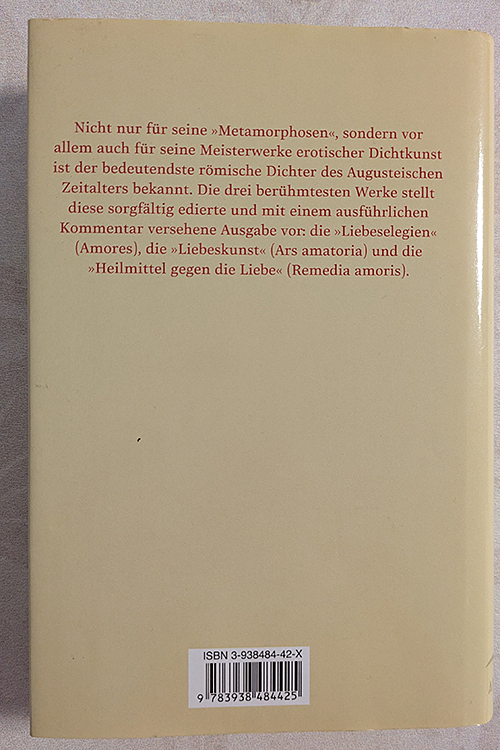 Nicht nur für seine »Metamorphosen«, sondern vor
allem auch für seine Meisterwerke erotischer Dichtkunst
ist der bedeutendste römische Dichter des Augusteischen
Zeitalters bekannt. Die drei berühmtesten Werke stellt
diese sorgfältig edierte und mit einem ausführlichen
Kommentar versehene Ausgabe vor: die »Liebeselegien«
(Amores), die »Liebeskunst« (Ars amatoria) und die
»Heilmittel gegen die Liebe« (Remedia amoris).
ISBN 3-938484-42-X
9 783938 484425